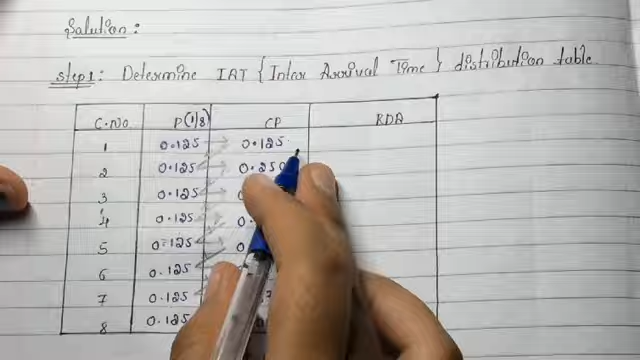 Solution:
Step1: Determine IAT {Inter Arrival Time} distribution table
C.No P(1/8) CP RDA
1 0.125 0.125
2 0.125 0.250
3 0.125
4 0.125
5 0.125
6 0.125
7 0.125
8 0.125